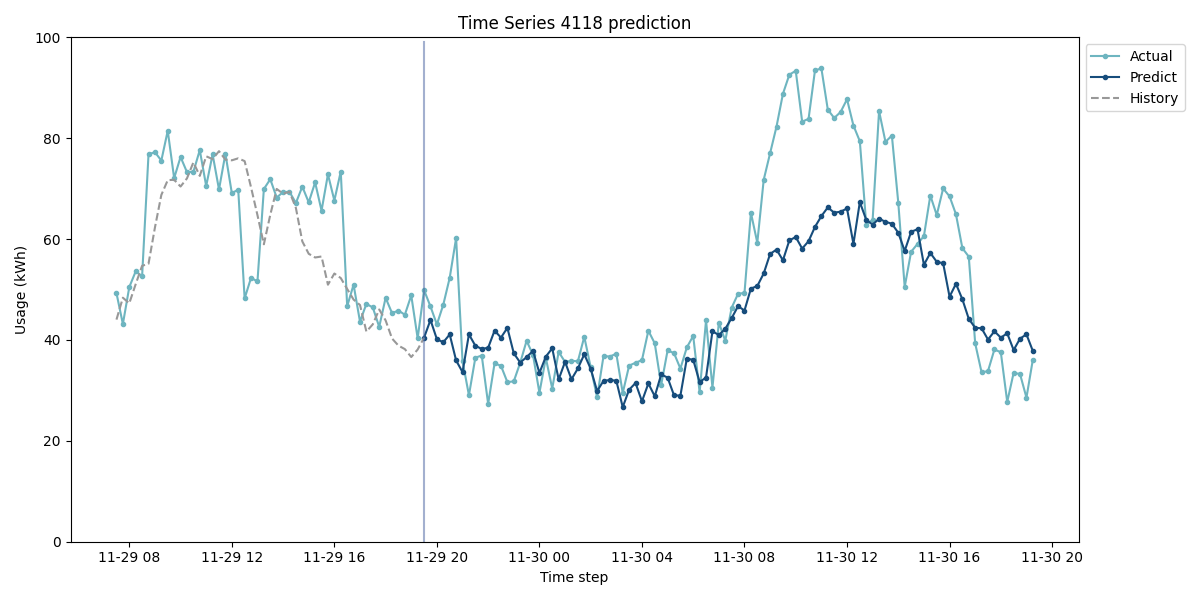 Time Series 4118 prediction
100
80
60
40
20
0
Usage (kWh)
11-29 08
11-29 12
11-29 16
11-29 20
11-30 00
11-30 04
11-30 08
11-30 12
11-30 16
11-30 20
Time step
Actual
Predict
History